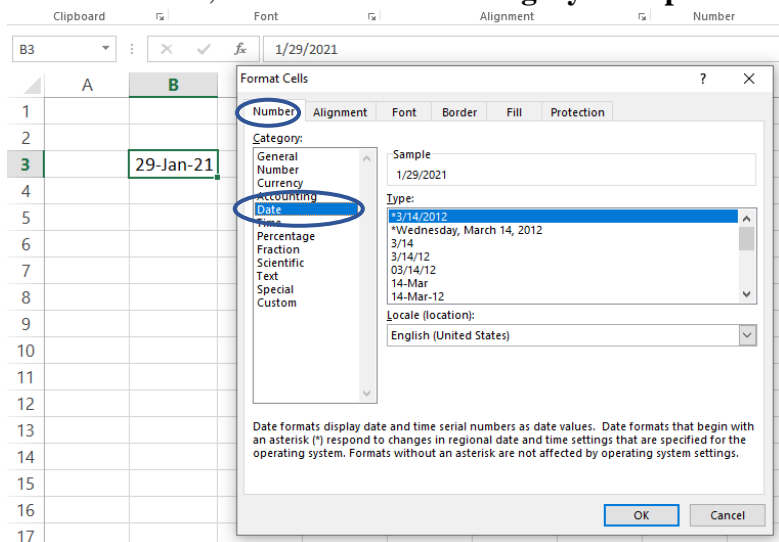 Clipboard Font Alignment Number
B3 fx 1/29/2021
Format Cells ? ×
A B
Number Alignment Font Border Fill Protection
1
2
3 29-Jan-21
4
5
6
7
8
9
10
11
12
13
14
15
16
17
Category:
General
Number
Currency
Accounting
Date
Time
Percentage
Fraction
Scientific
Text
Special
Custom
Sample
1/29/2021
Type:
*3/14/2012
*Wednesday, March 14, 2012
3/14
3/14/12
03/14/12
14-Mar
14-Mar-12
Locale (location):
English (United States)
Date formats display date and time serial numbers as date values. Date formats that begin with
an asterisk (*) respond to changes in regional date and time settings that are specified for the
operating system. Formats without an asterisk are not affected by operating system settings.
OK Cancel